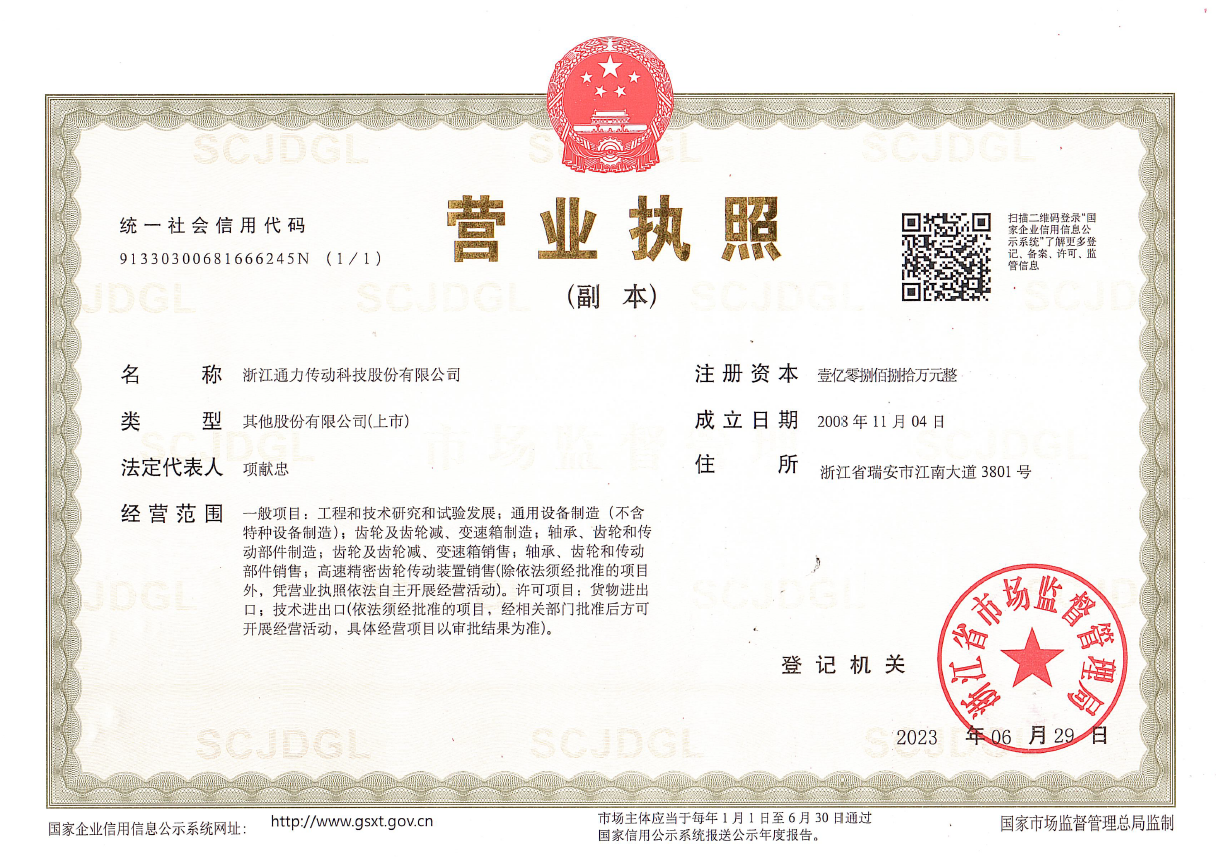 统一社会信用代码
91330300681666245N (1/1)
营业执照
(副 本)
扫描二维码登录“国
家企业信用信息公
示系统”了解更多登
记、备案、许可、监
管信息
名 称 浙江通力传动科技股份有限公司
注册资本 壹亿零捌佰捌拾万元整
类 型 其他股份有限公司(上市)
成立日期 2008 年 11 月 04 日
法定代表人 项献忠
住 所 浙江省瑞安市江南大道 3801 号
经营范围 一般项目：工程和技术研究和试验发展；通用设备制造（不含
特种设备制造）；齿轮及齿轮减、变速箱制造；轴承、齿轮和传
动部件制造；齿轮及齿轮减、变速箱销售；轴承、齿轮和传动
部件销售；高速精密齿轮传动装置销售(除依法须经批准的项目
外，凭营业执照依法自主开展经营活动)。许可项目：货物进出
口；技术进出口(依法须经批准的项目，经相关部门批准后方可
开展经营活动，具体经营项目以审批结果为准)。
登记机关
浙江省市场监督管理局
2023 年 06 月 29 日
国家企业信用信息公示系统网址： http://www.gsxt.gov.cn
市场主体应当于每年 1 月 1 日至 6 月 30 日通过
国家信用公示系统报送公示年度报告。
国家市场监督管理总局监制
SCJDGL